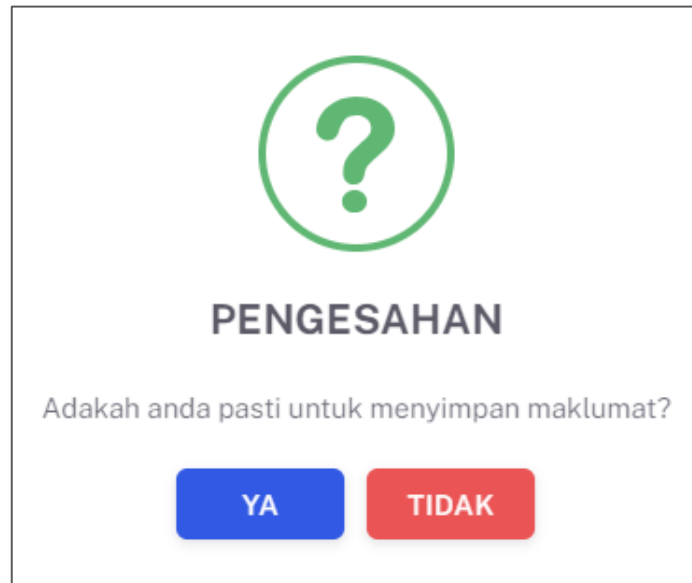 ?
PENGESAHAN
Adakah anda pasti untuk menyimpan maklumat?
YA
TIDAK